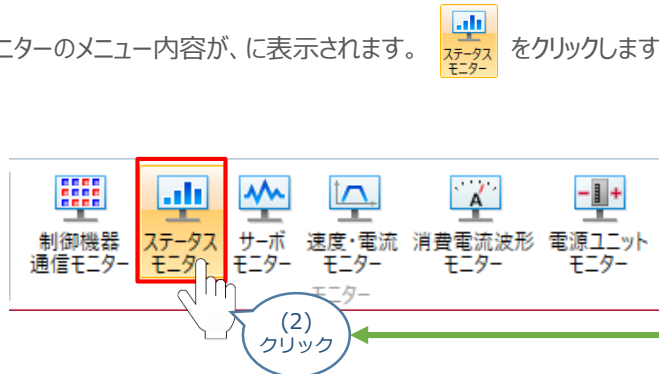 ニターのメニュー内容が、に表示されます。 ステータス モニター をクリックします
制御機器 通信モニター
ステータス モニター
サーボ モニター
速度・電流 モニター
消費電流波形 モニター
電源ユニット モニター
モニター
(2)
クリック